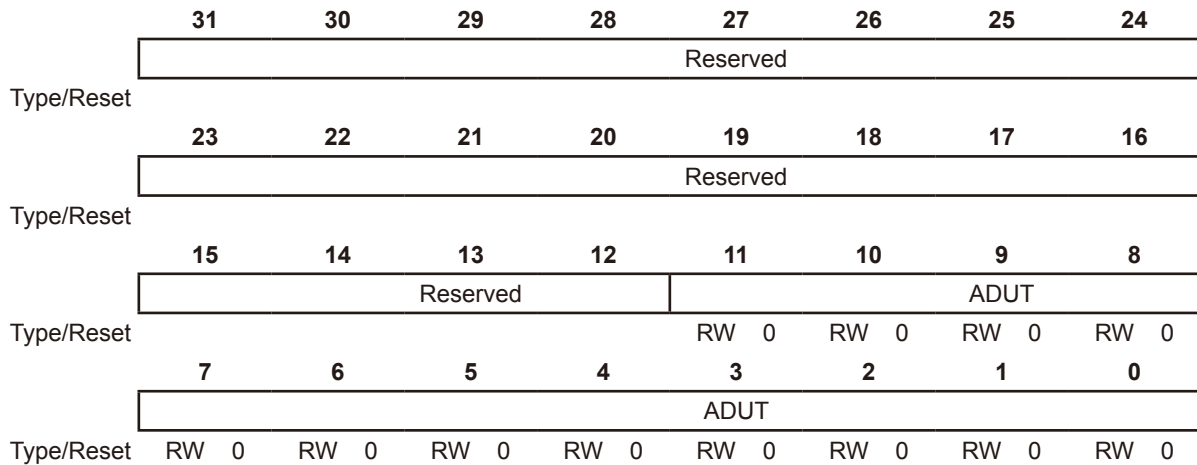 31 30 29 28 27 26 25 24
Reserved
Type/Reset
23 22 21 20 19 18 17 16
Reserved
Type/Reset
15 14 13 12 11 10 9 8
Reserved ADUT
Type/Reset RW 0 RW 0 RW 0 RW 0
7 6 5 4 3 2 1 0
ADUT
Type/Reset RW 0 RW 0 RW 0 RW 0 RW 0 RW 0 RW 0 RW 0